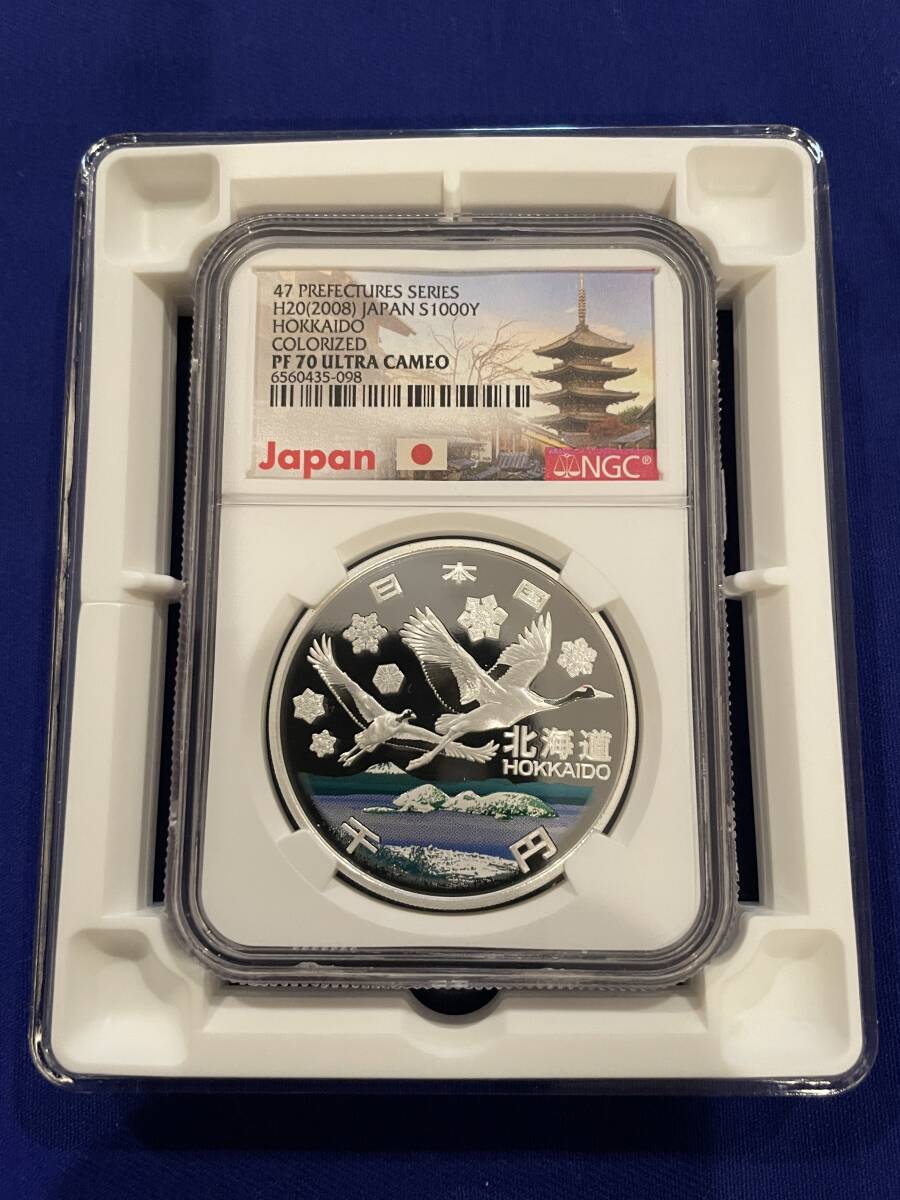 47 PREFECTURES SERIES
H20(2008) JAPAN S1000Y
HOKKAIDO
COLORIZED
PF 70 ULTRA CAMEO
6560435-098
Japan
NGC®
日本国
北海道
HOKKAIDO
千円